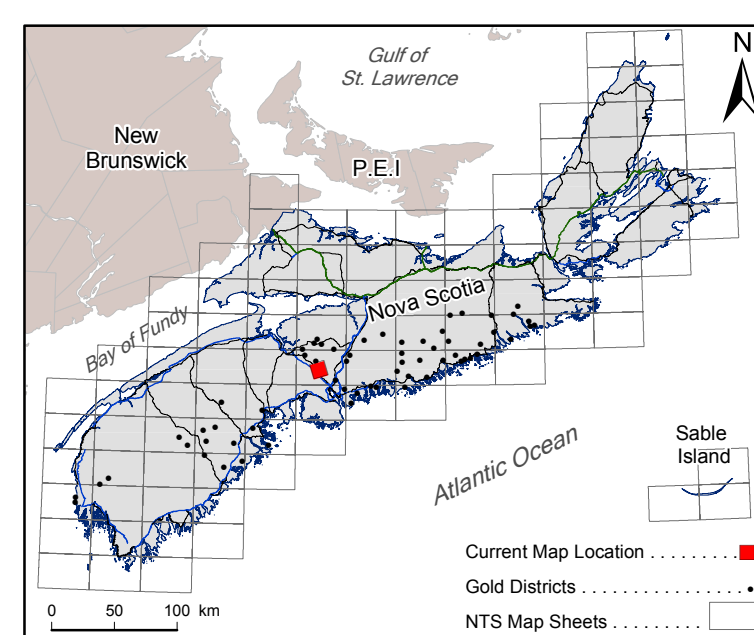 Gulf of
St. Lawrence
N
New
Brunswick
P.E.I
Nova Scotia
Bay of Fundy
Atlantic Ocean
Sable
Island
Current Map Location . . . . . . . . .
Gold Districts . . . . . . . . . . . . . . . .
NTS Map Sheets . . . . . . . . .
0 50 100 km